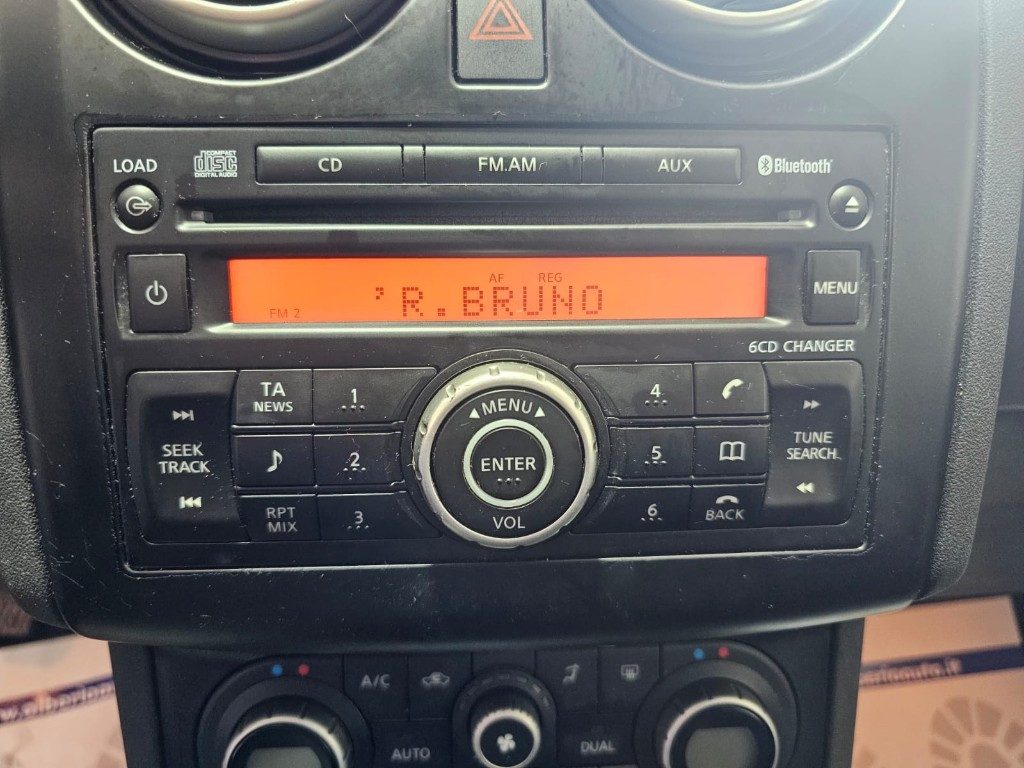 LOAD
COMPACT
disc
DIGITAL AUDIO
CD
FM.AM
AUX
Bluetooth
AF REG
FM 2
'R.BRUNO
MENU
6CD CHANGER
SEEK
TRACK
TA
NEWS
1
2
RPT
MIX
3
MENU
ENTER
VOL
4
5
6
BACK
TUNE
SEARCH
A/C
AUTO
DUAL